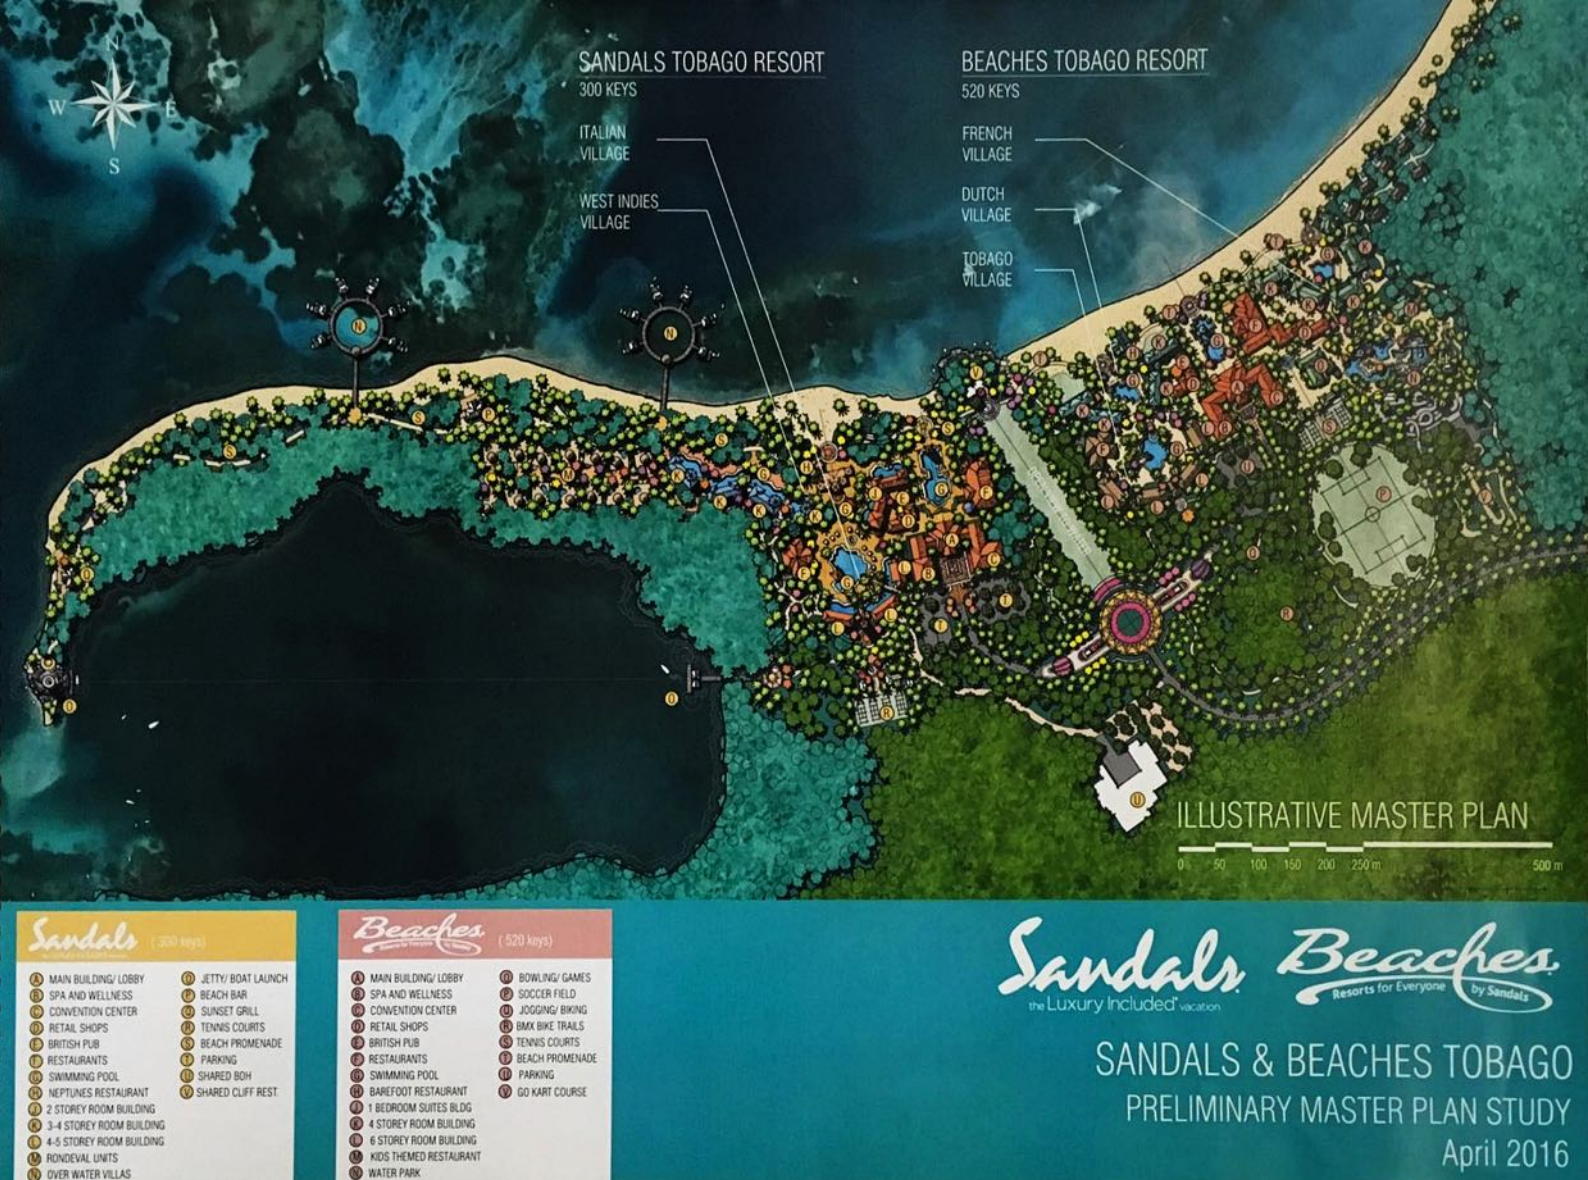 N
W E
S
SANDALS TOBAGO RESORT
300 KEYS
ITALIAN
VILLAGE
WEST INDIES
VILLAGE
BEACHES TOBAGO RESORT
520 KEYS
FRENCH
VILLAGE
DUTCH
VILLAGE
TOBAGO
VILLAGE
ILLUSTRATIVE MASTER PLAN
0 50 100 150 200 250 m 500 m
Sandals (300 keys)
A MAIN BUILDING/ LOBBY
B SPA AND WELLNESS
C CONVENTION CENTER
D RETAIL SHOPS
E BRITISH PUB
RESTAURANTS
G SWIMMING POOL
H NEPTUNES RESTAURANT
J 2 STOREY ROOM BUILDING
K 3-4 STOREY ROOM BUILDING
L 4-5 STOREY ROOM BUILDING
M RONDEVAL UNITS
N OVER WATER VILLAS
O JETTY/ BOAT LAUNCH
P BEACH BAR
Q SUNSET GRILL
R TENNIS COURTS
S BEACH PROMENADE
T PARKING
U SHARED BOH
V SHARED CLIFF REST.
Beaches (520 keys)
Resorts for Everyone by Sandals
A MAIN BUILDING/ LOBBY
B SPA AND WELLNESS
C CONVENTION CENTER
D RETAIL SHOPS
E BRITISH PUB
F RESTAURANTS
G SWIMMING POOL
H BAREFOOT RESTAURANT
J 1 BEDROOM SUITES BLDG
K 4 STOREY ROOM BUILDING
L 6 STOREY ROOM BUILDING
M KIDS THEMED RESTAURANT
N WATER PARK
BOWLING/ GAMES
P SOCCER FIELD
JOGGING/ BIKING
R BMX BIKE TRAILS
S TENNIS COURTS
T BEACH PROMENADE
U PARKING
V GO KART COURSE
Sandals
the Luxury Included® vacation
Beaches
Resorts for Everyone by Sandals
SANDALS & BEACHES TOBAGO
PRELIMINARY MASTER PLAN STUDY
April 2016